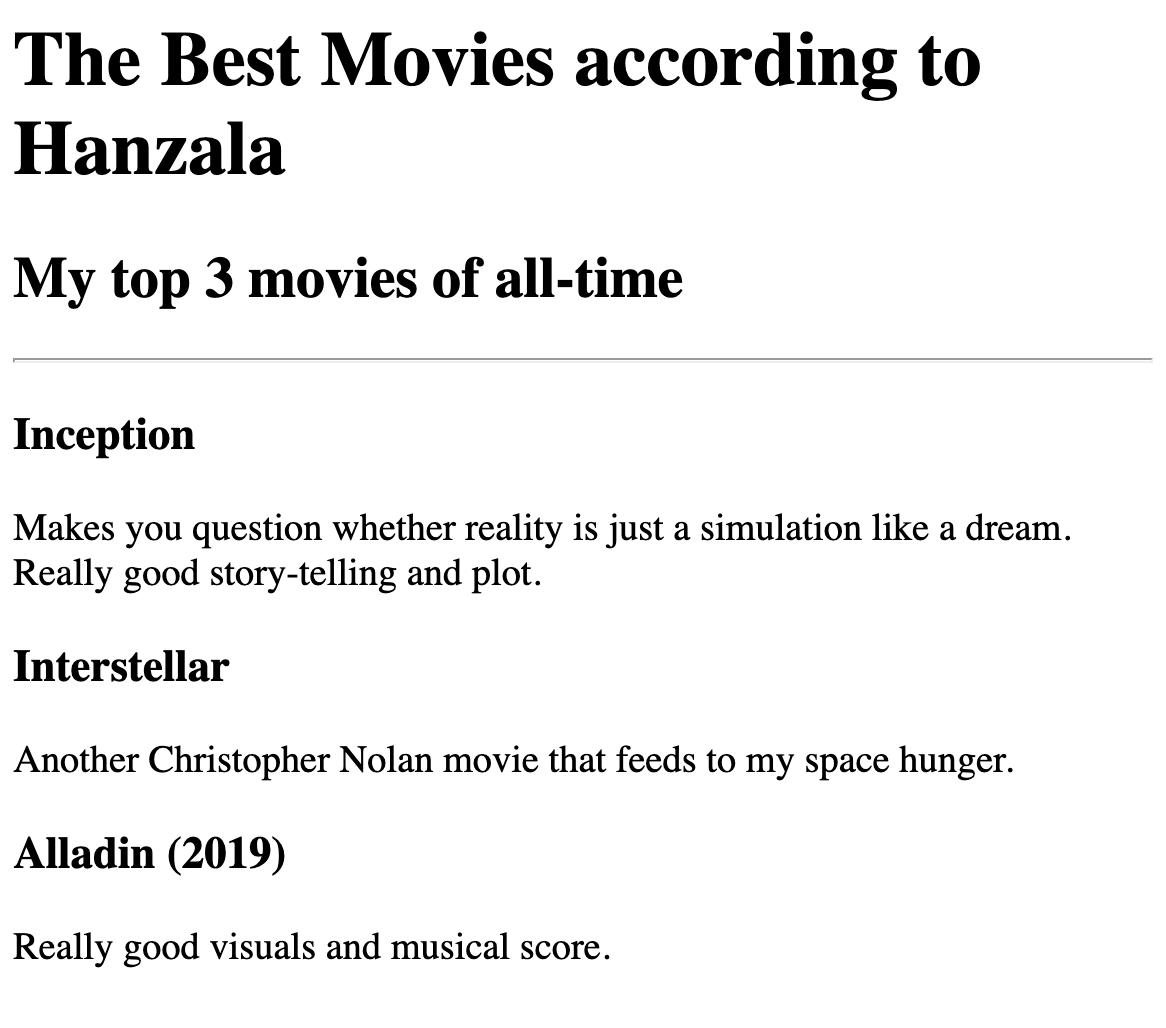 The Best Movies according to
Hanzala
My top 3 movies of all-time
Inception
Makes you question whether reality is just a simulation like a dream.
Really good story-telling and plot.
Interstellar
Another Christopher Nolan movie that feeds to my space hunger.
Alladin (2019)
Really good visuals and musical score.